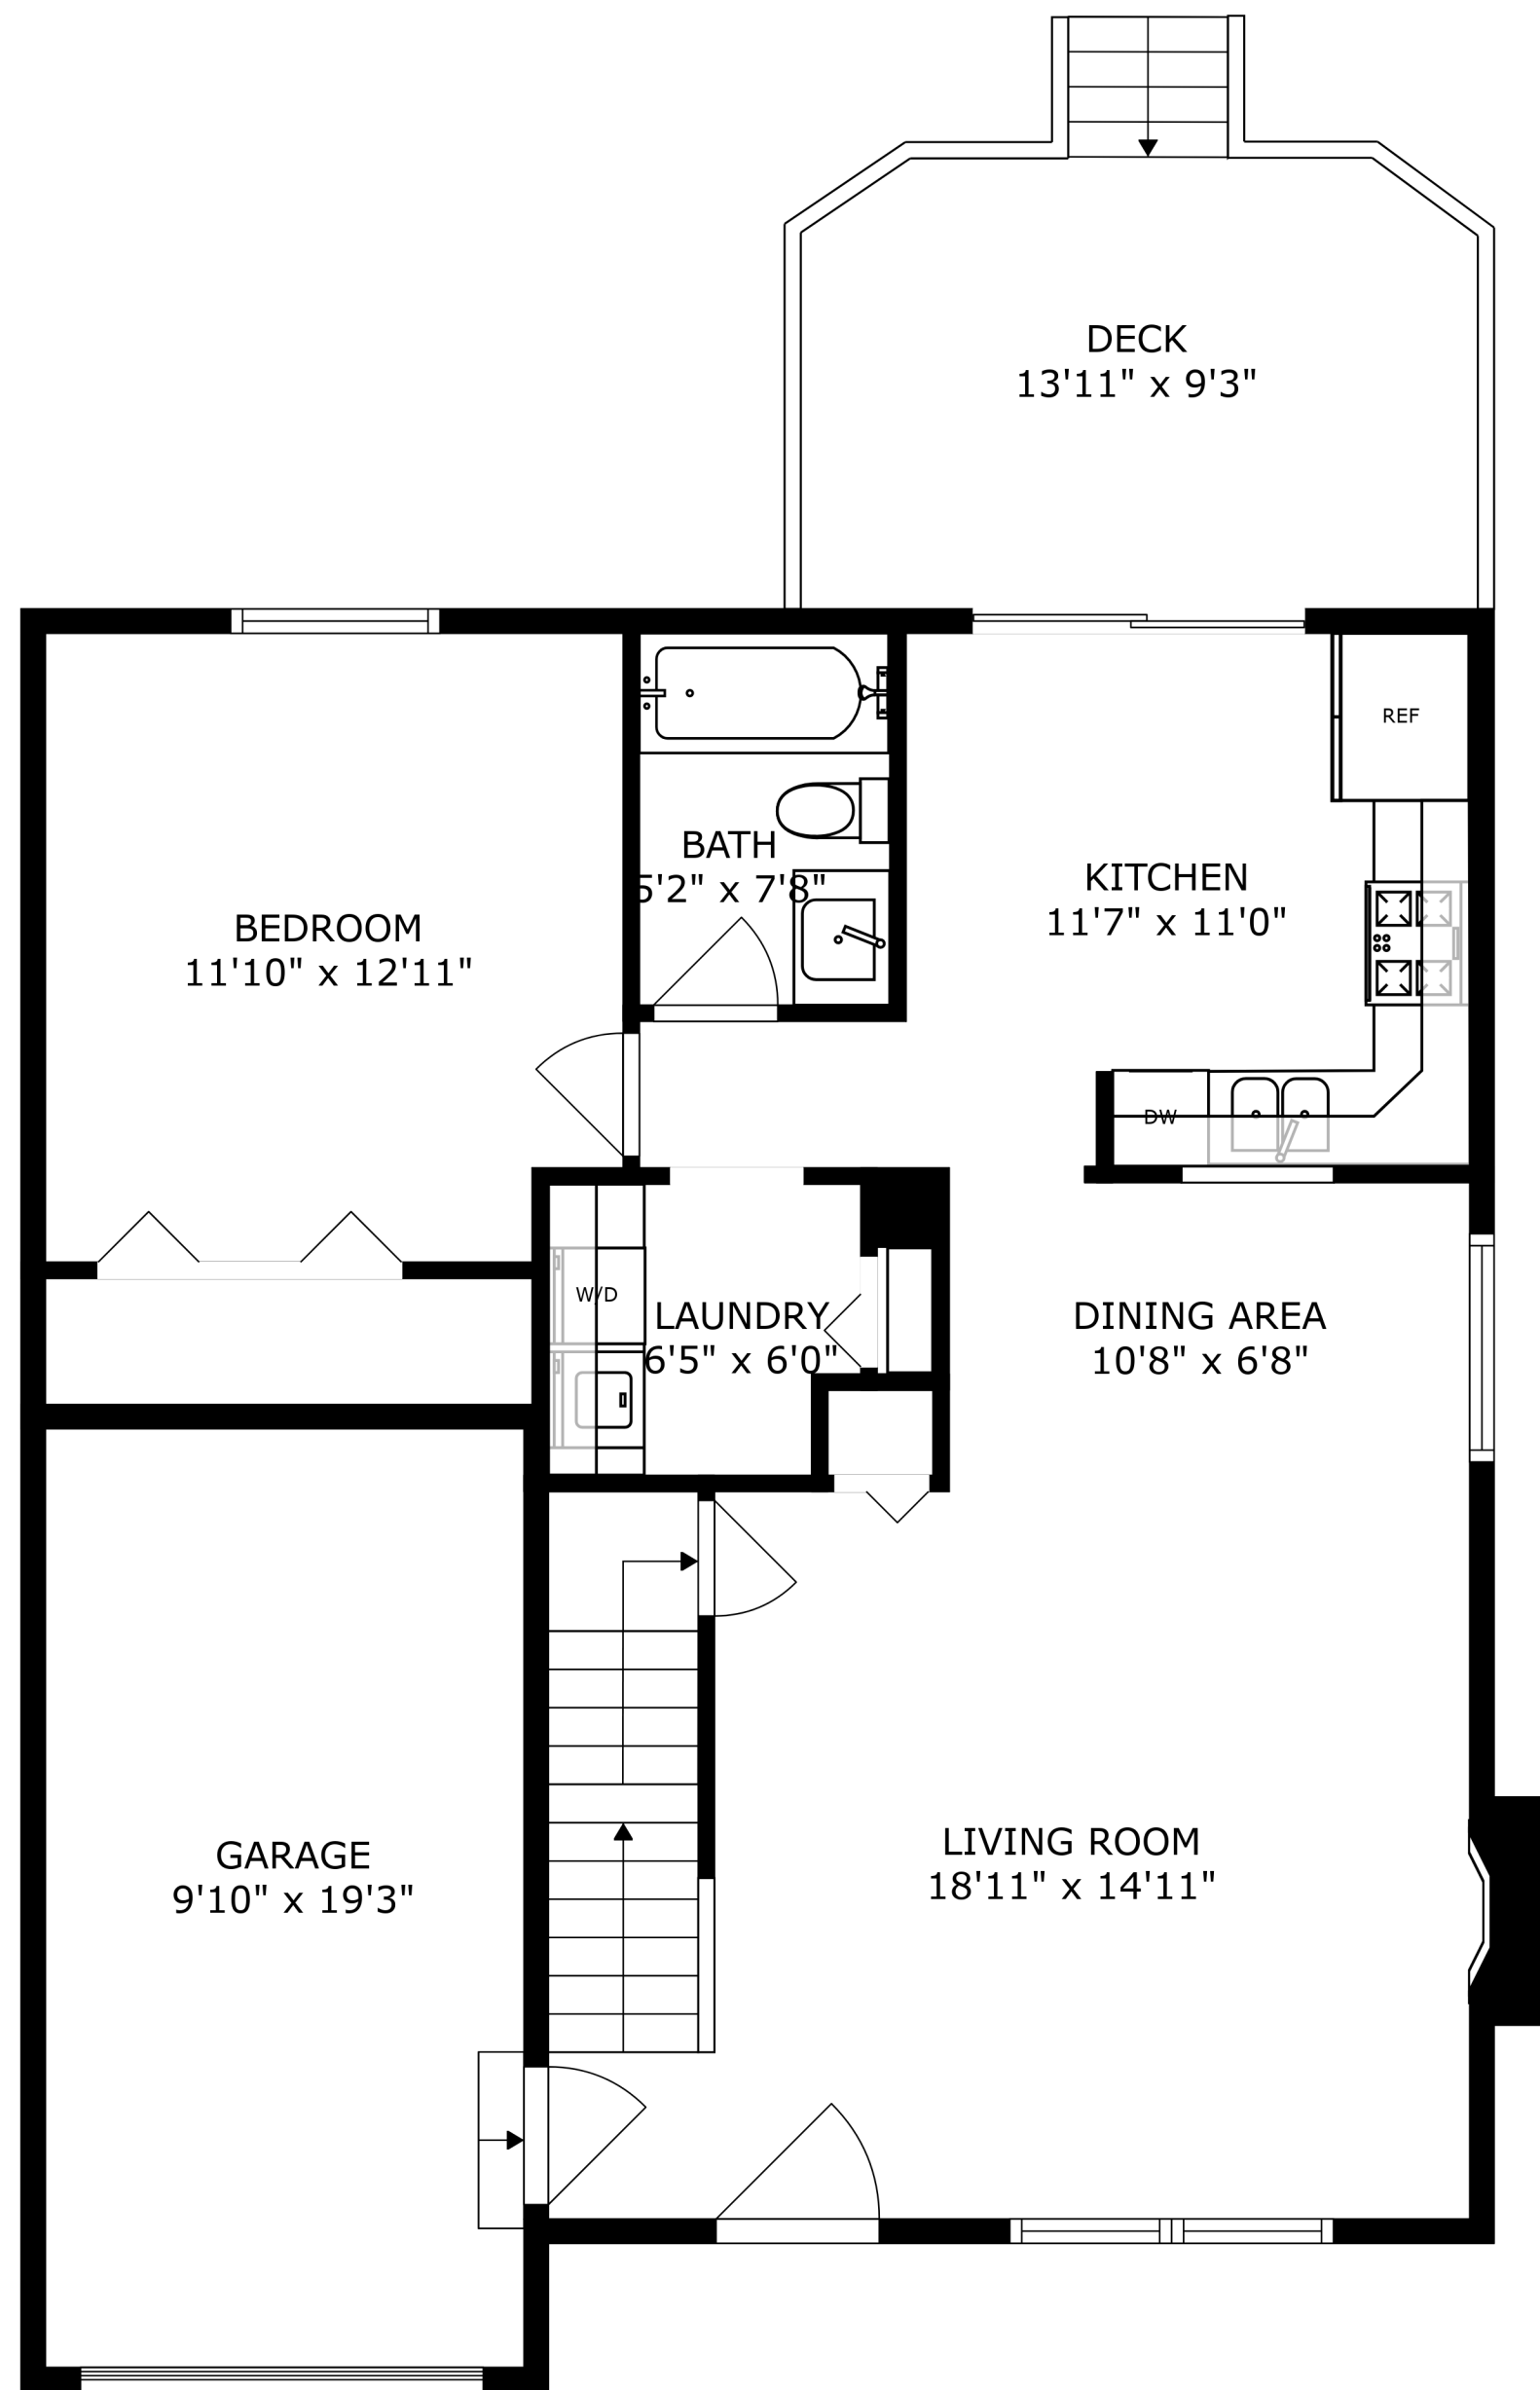 DECK
13'11" x 9'3"
REF
BATH
5'2" x 7'8"
KITCHEN
11'7" x 11'0"
BEDROOM
11'10" x 12'11"
DW
W/D
LAUNDRY
6'5" x 6'0"
DINING AREA
10'8" x 6'8"
LIVING ROOM
18'11" x 14'11"
GARAGE
9'10" x 19'3"